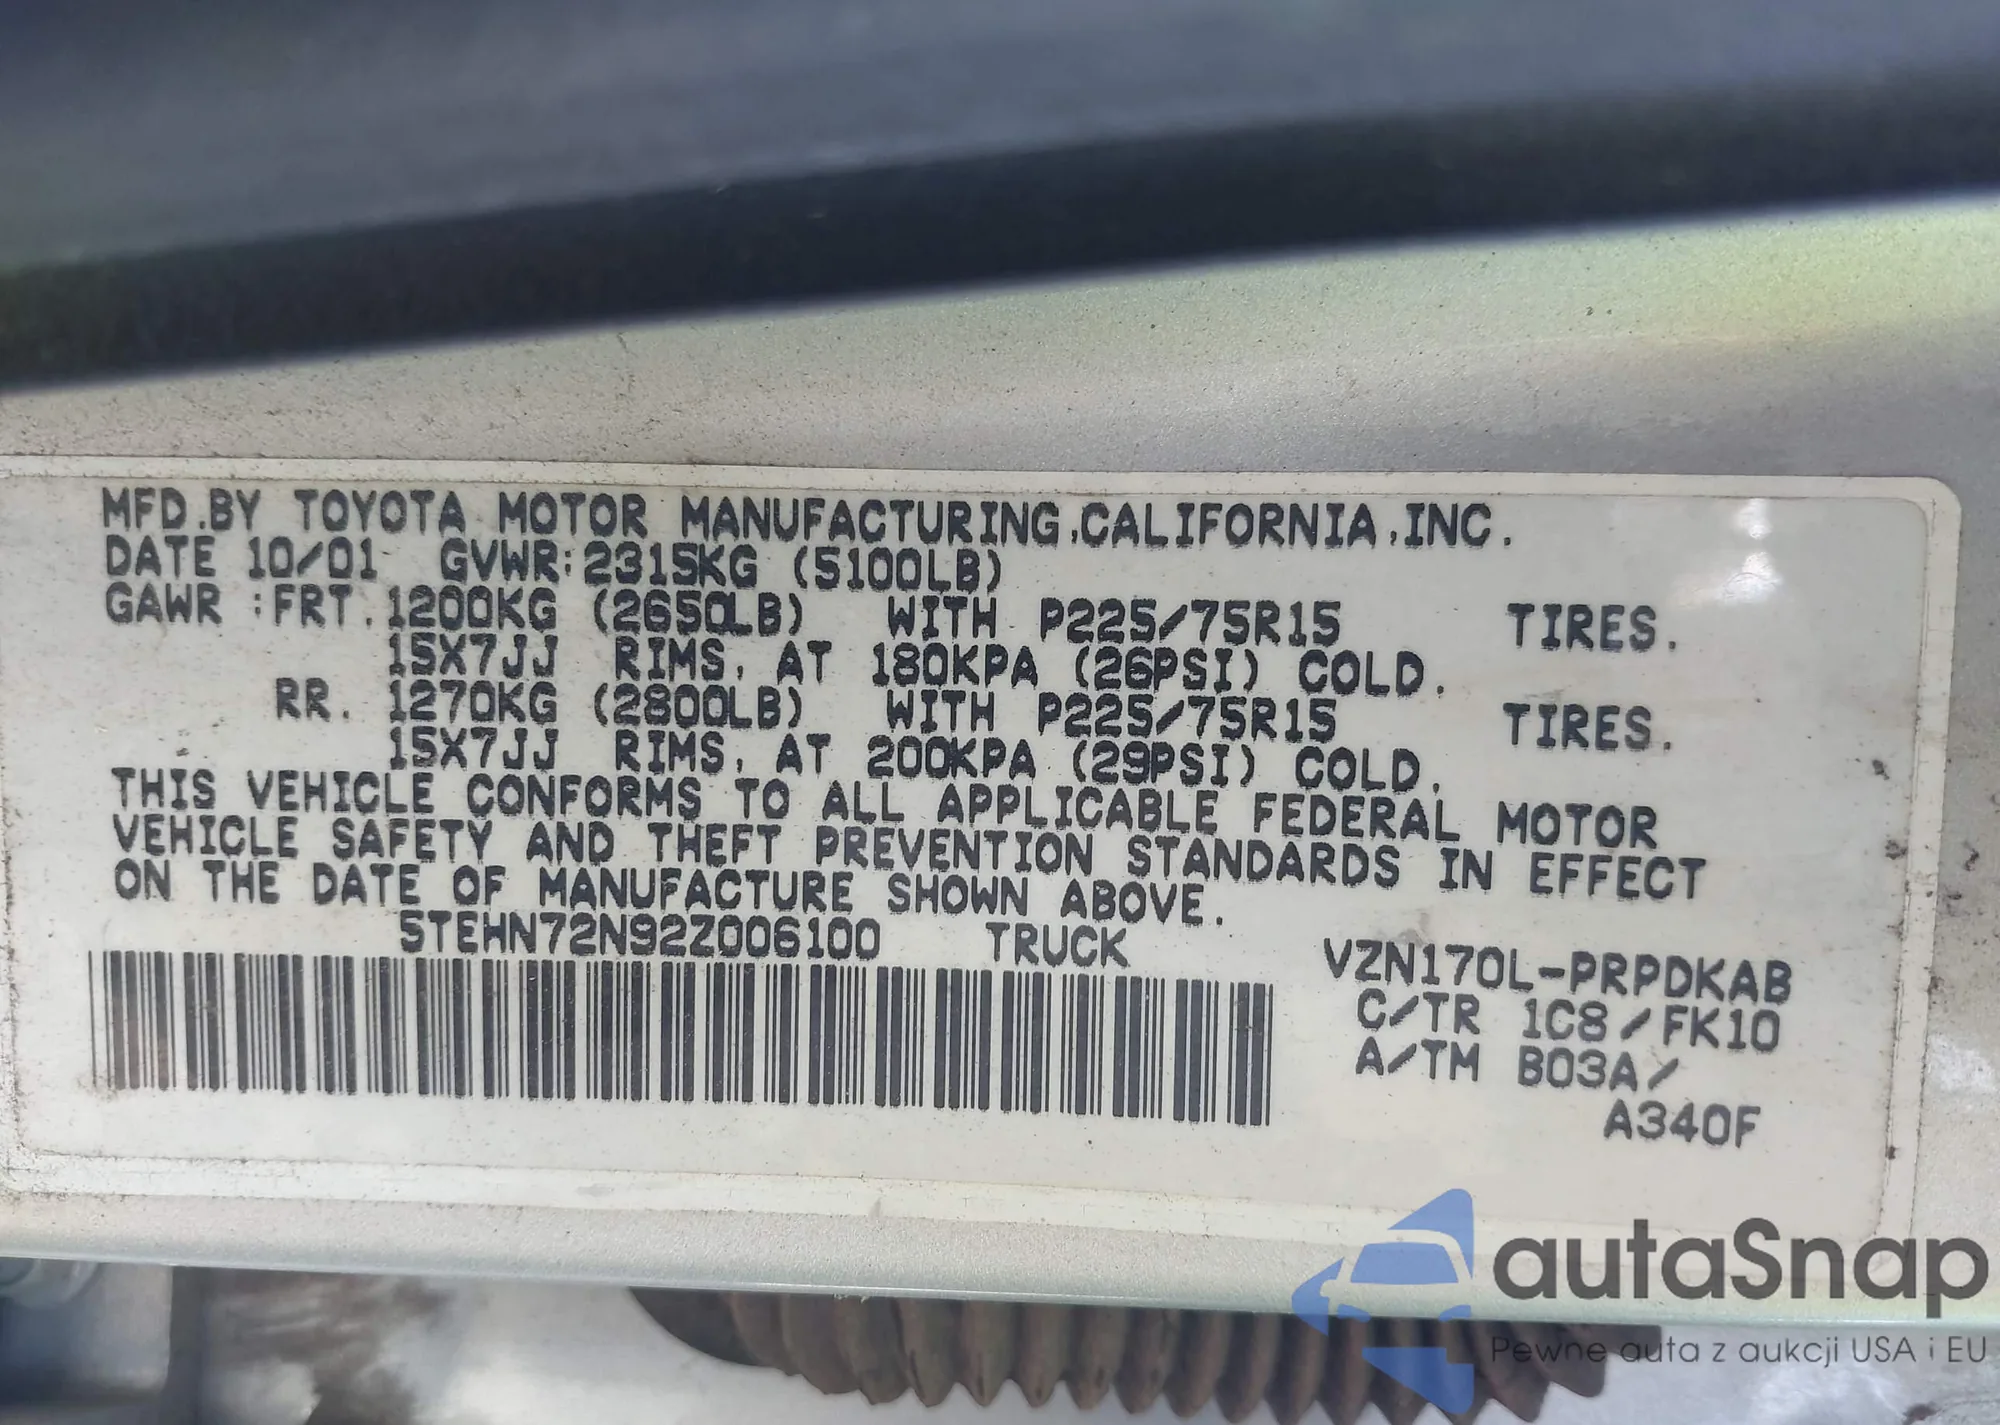 MFD.BY TOYOTA MOTOR MANUFACTURING,CALIFORNIA,INC.
DATE 10/01 GVWR:2315KG (5100LB)
GAWR :FRT.1200KG (2650LB) WITH P225/75R15 TIRES.
15X7JJ RIMS, AT 180KPA (26PSI) COLD.
RR. 1270KG (2800LB) WITH P225/75R15 TIRES.
15X7JJ RIMS, AT 200KPA (29PSI) COLD.
THIS VEHICLE CONFORMS TO ALL APPLICABLE FEDERAL MOTOR
VEHICLE SAFETY AND THEFT PREVENTION STANDARDS IN EFFECT
ON THE DATE OF MANUFACTURE SHOWN ABOVE.
5TEHN72N92Z006100 TRUCK
VZN170L-PRPDKAB
C/TR 1C8/FK10
A/TM B03A/
A340F
autaSnap
Pewne auta z aukcji USA i EU